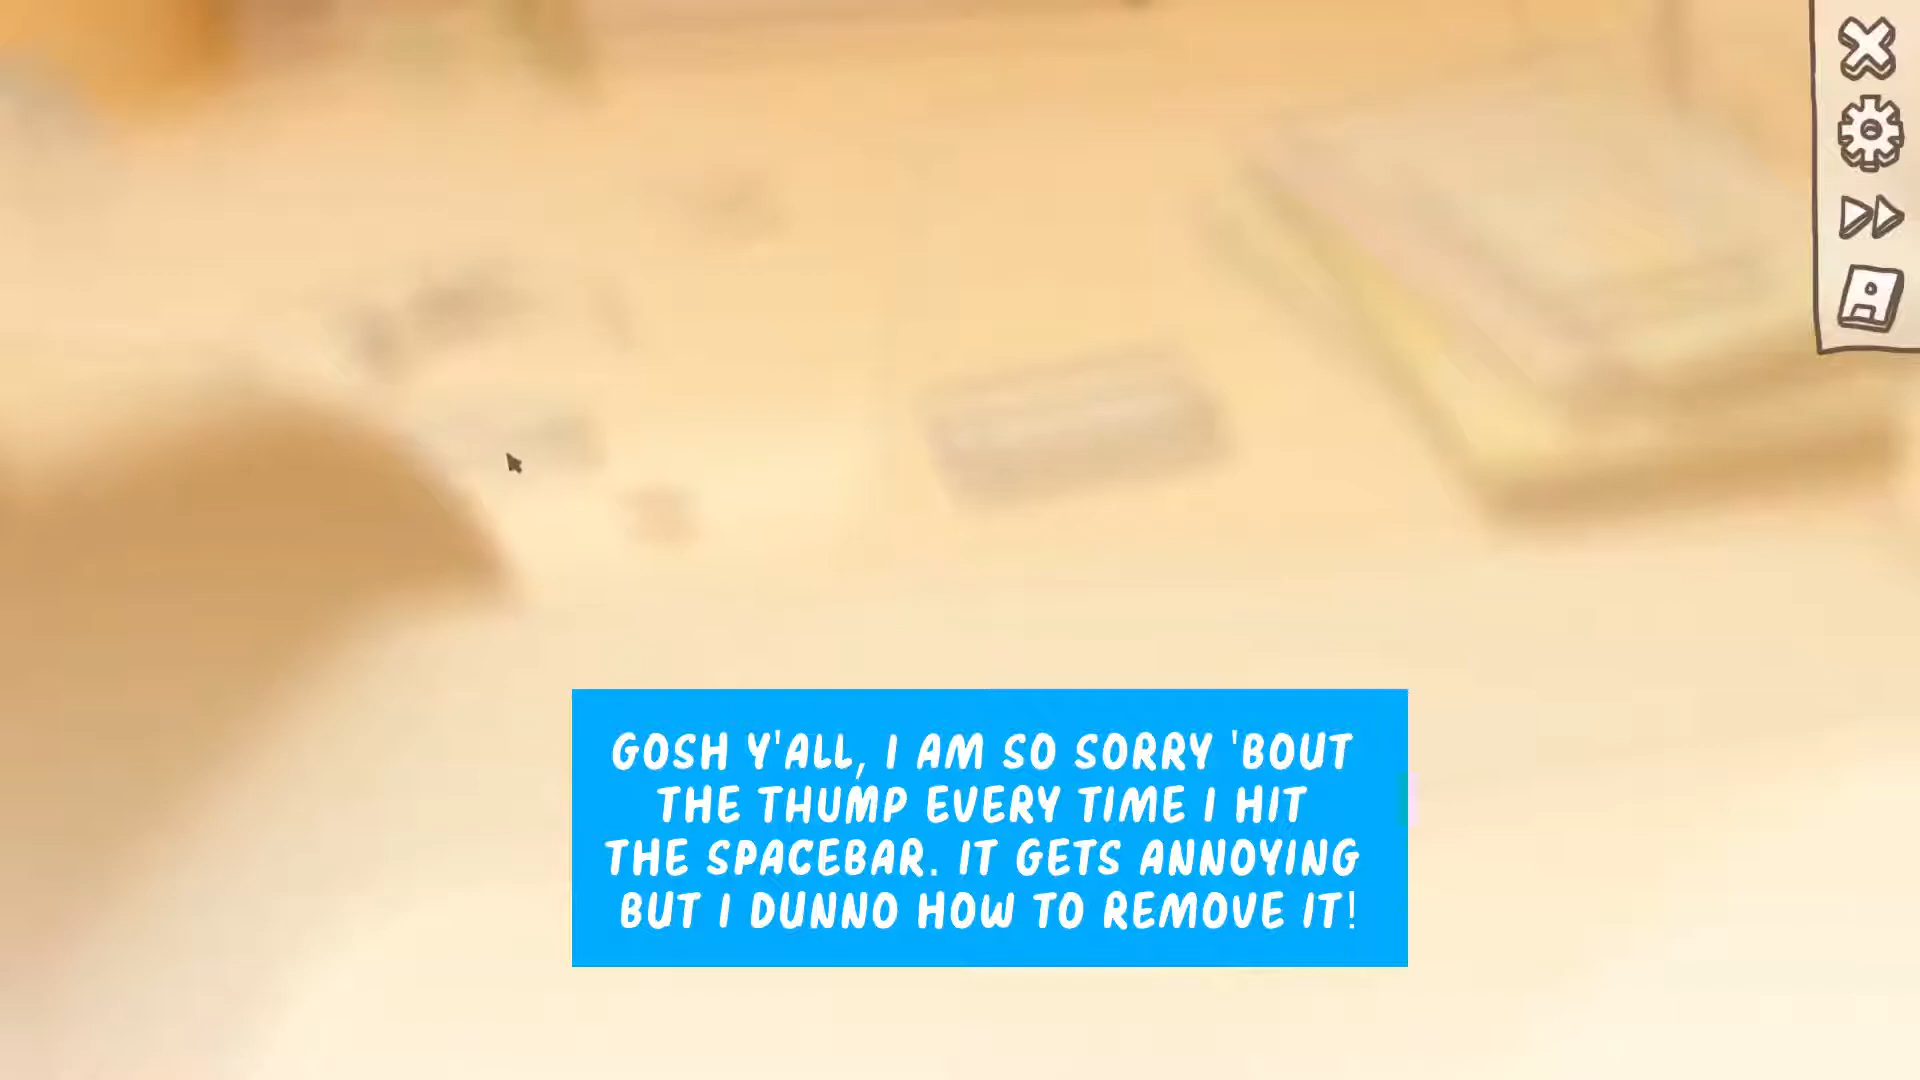 GOSH Y'ALL, I AM SO SORRY 'BOUT
THE THUMP EVERY TIME I HIT
THE SPACEBAR. IT GETS ANNOYING
BUT I DUNNO HOW TO REMOVE IT!